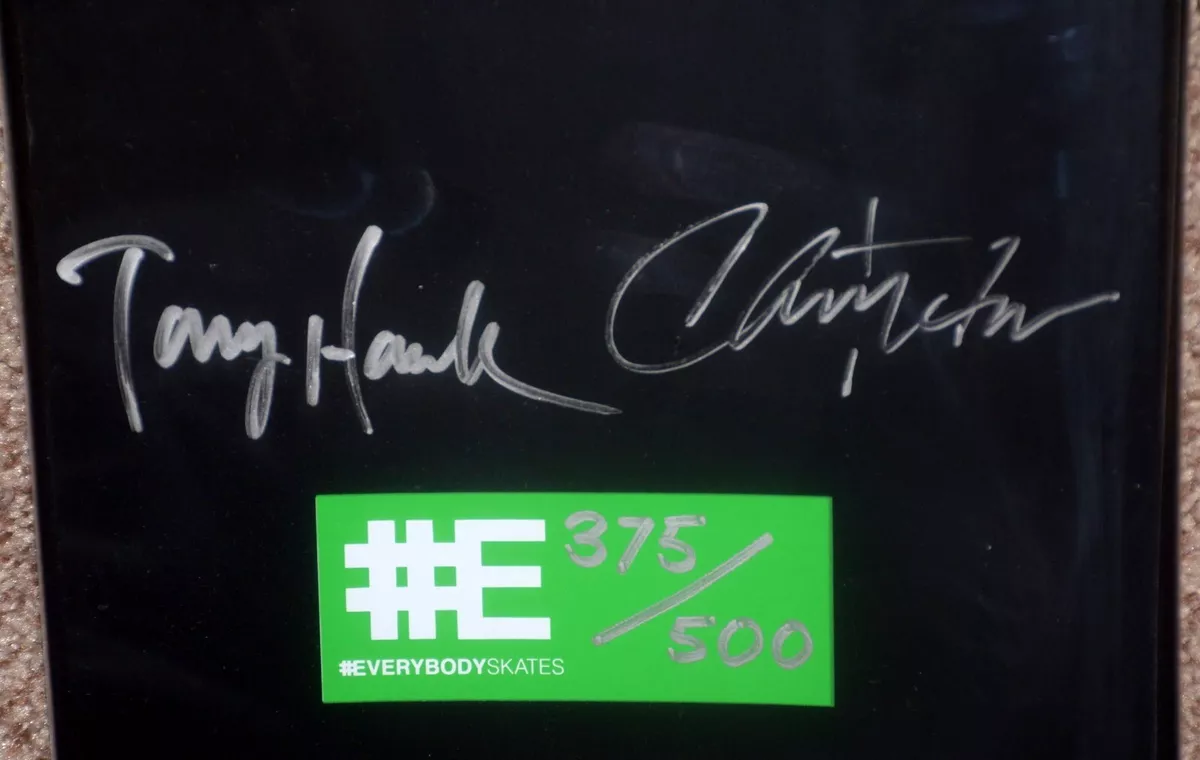 Tony Hawk
#E 375/500
#EVERYBODYSKATES